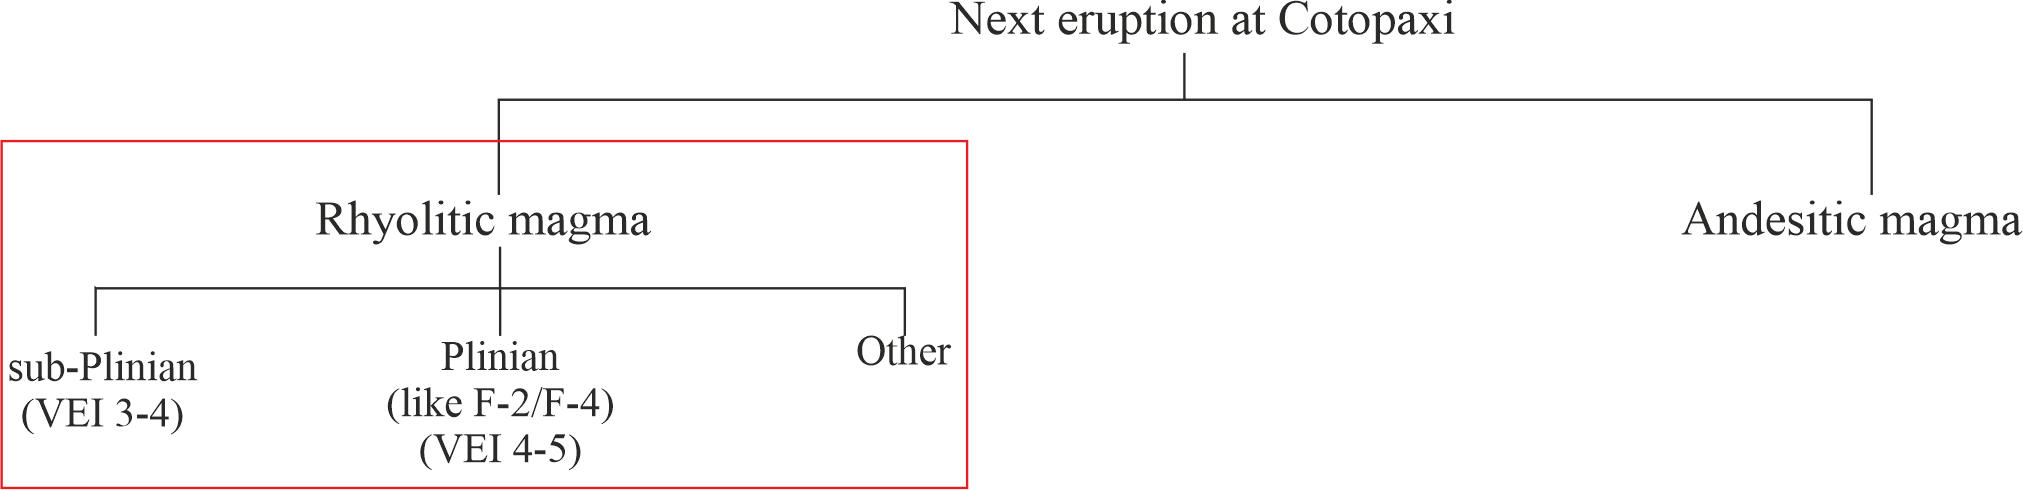 Next eruption at Cotopaxi
Rhyolitic magma
Andesitic magma
sub-Plinian
(VEI 3-4)
Plinian
(like F-2/F-4)
(VEI 4-5)
Other